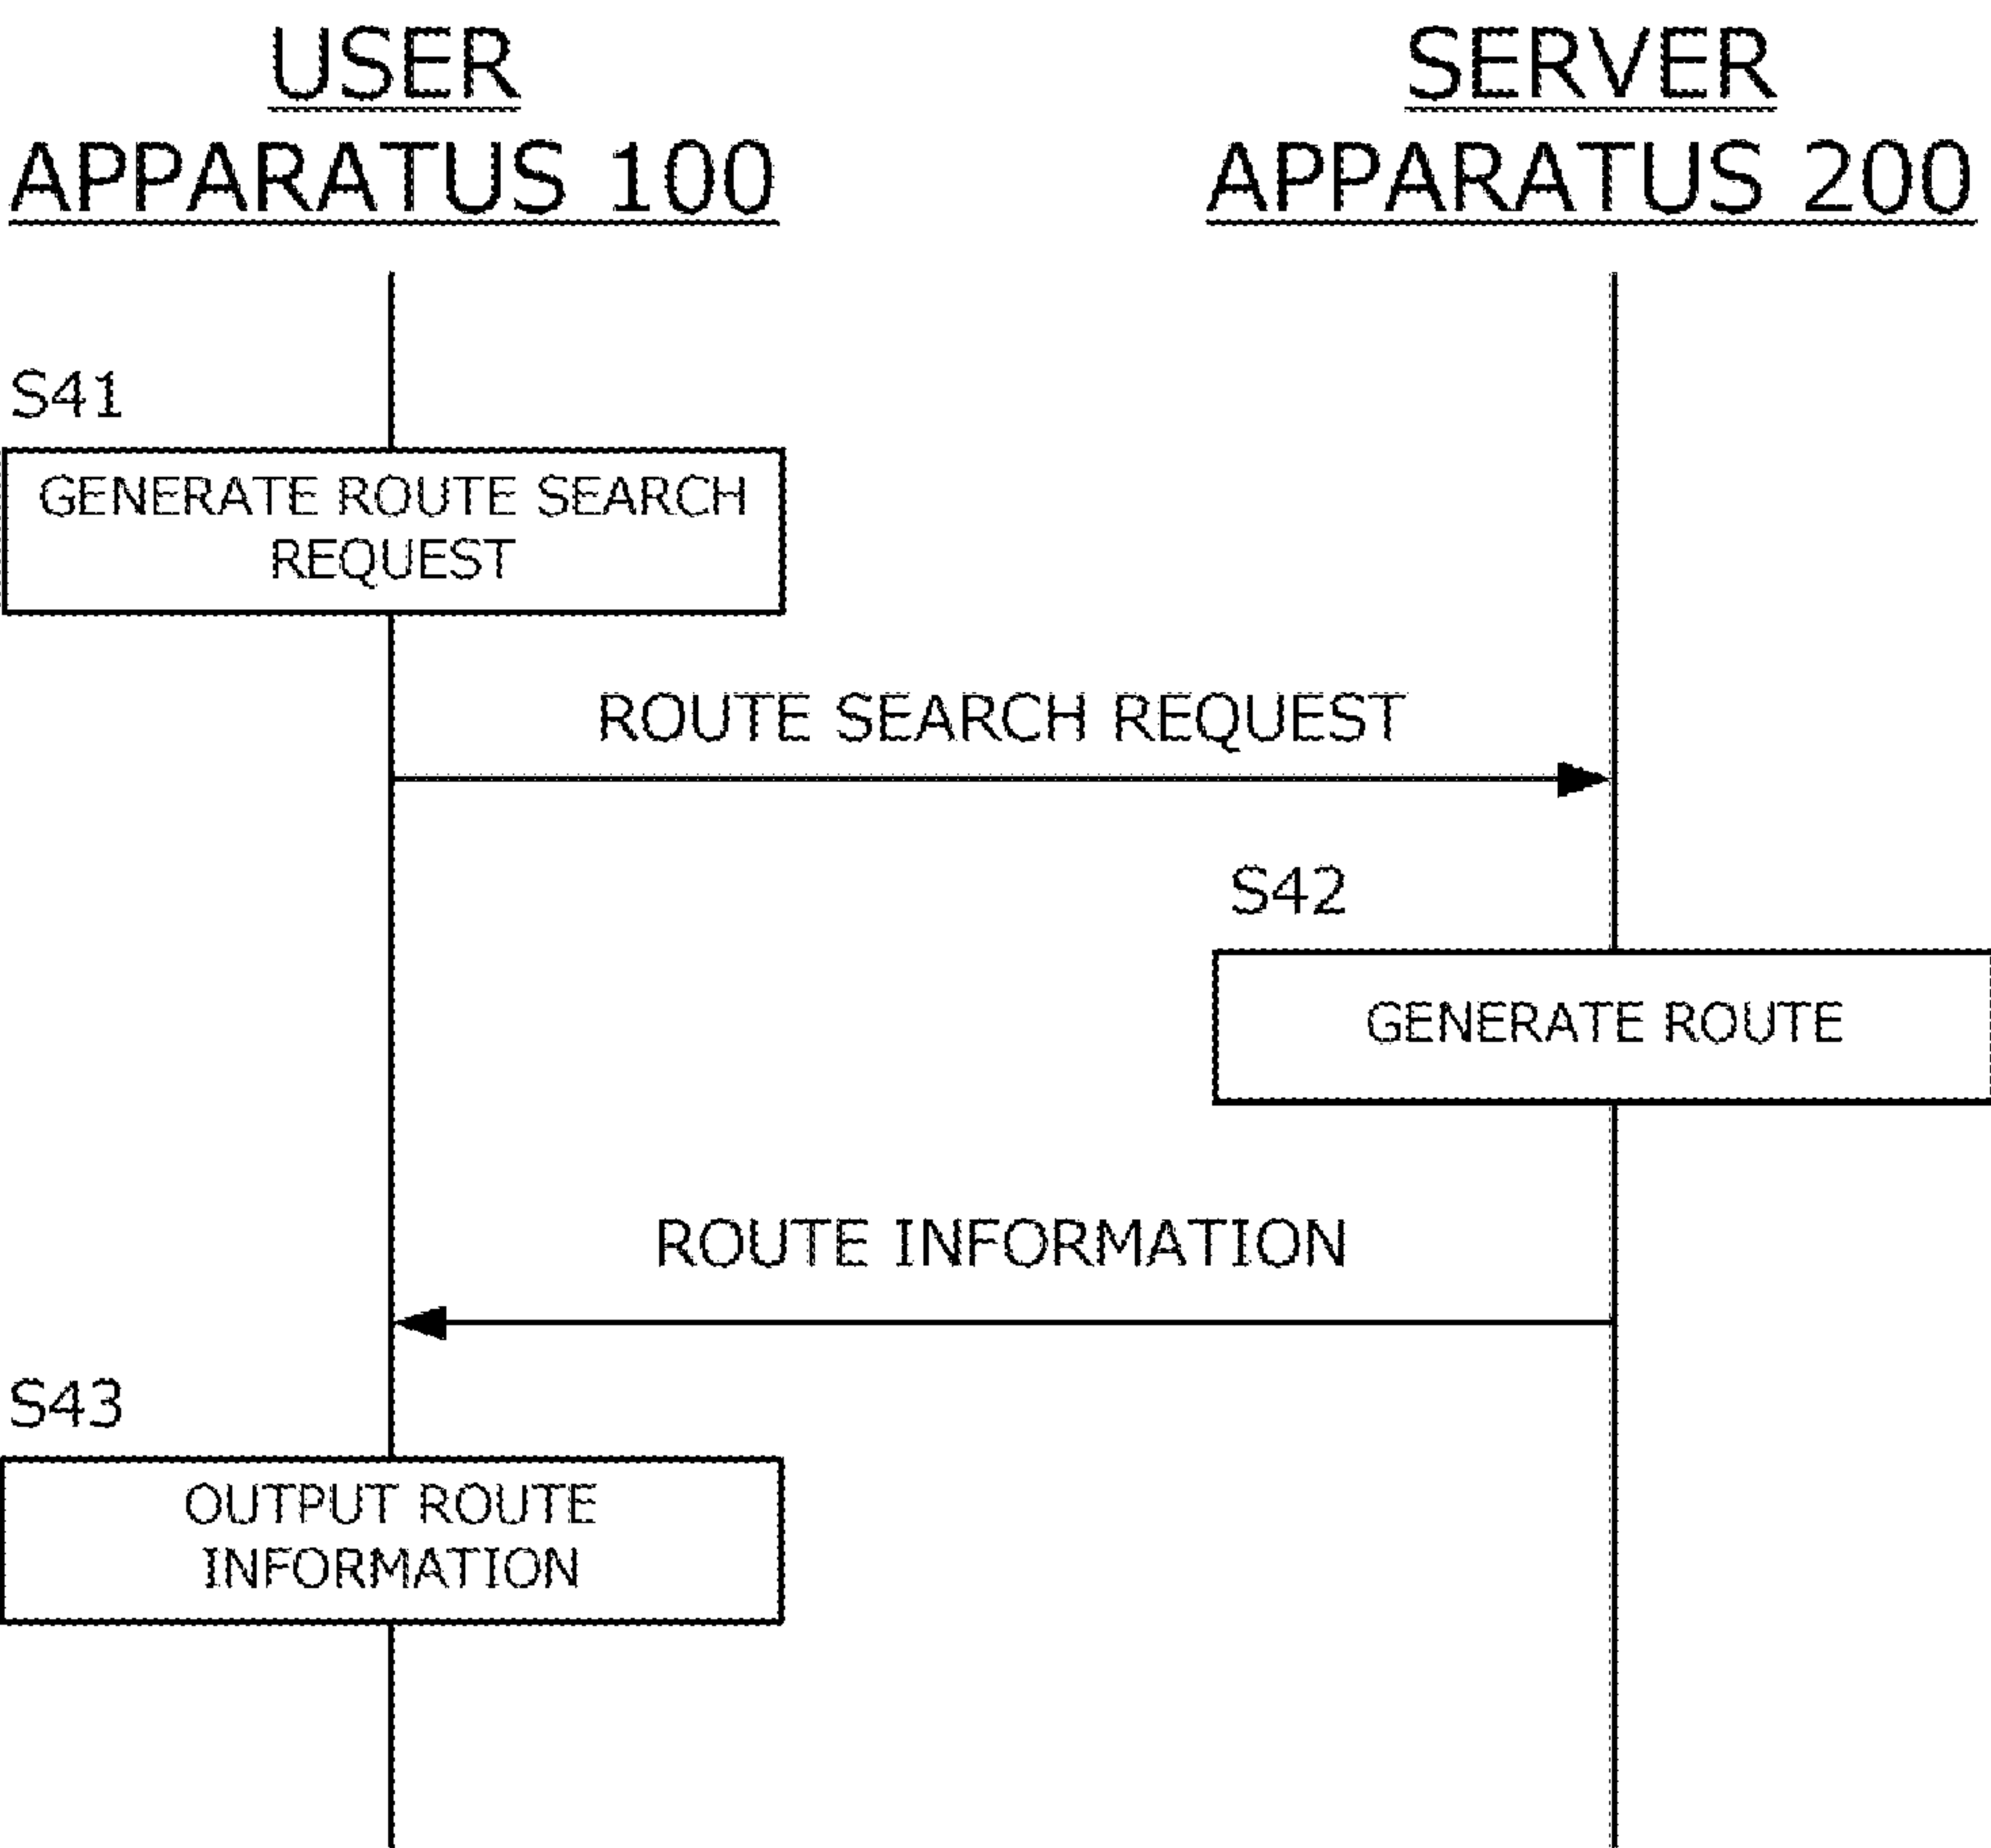 USER
APPARATUS 100
SERVER
APPARATUS 200
S41
GENERATE ROUTE SEARCH
REQUEST
ROUTE SEARCH REQUEST
S42
GENERATE ROUTE
ROUTE INFORMATION
S43
OUTPUT ROUTE
INFORMATION